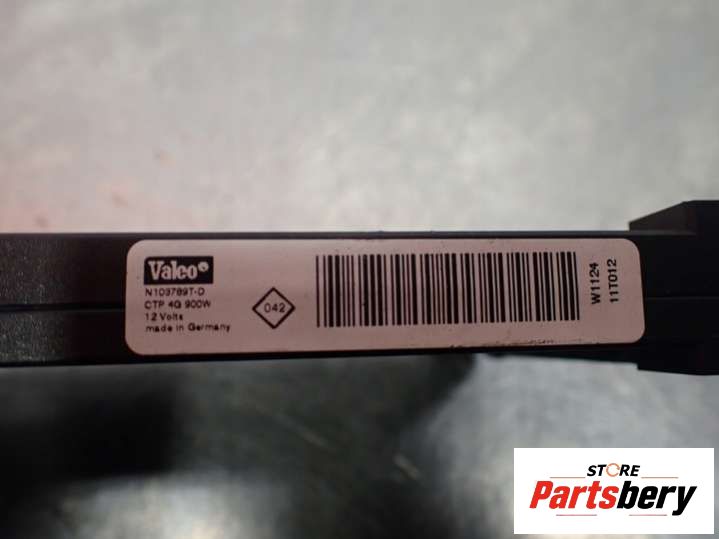 Valeo
N103789T-D
CTP 4G 900W
12 Volts
made in Germany
042
W1124
11T012
STORE
Partsbery